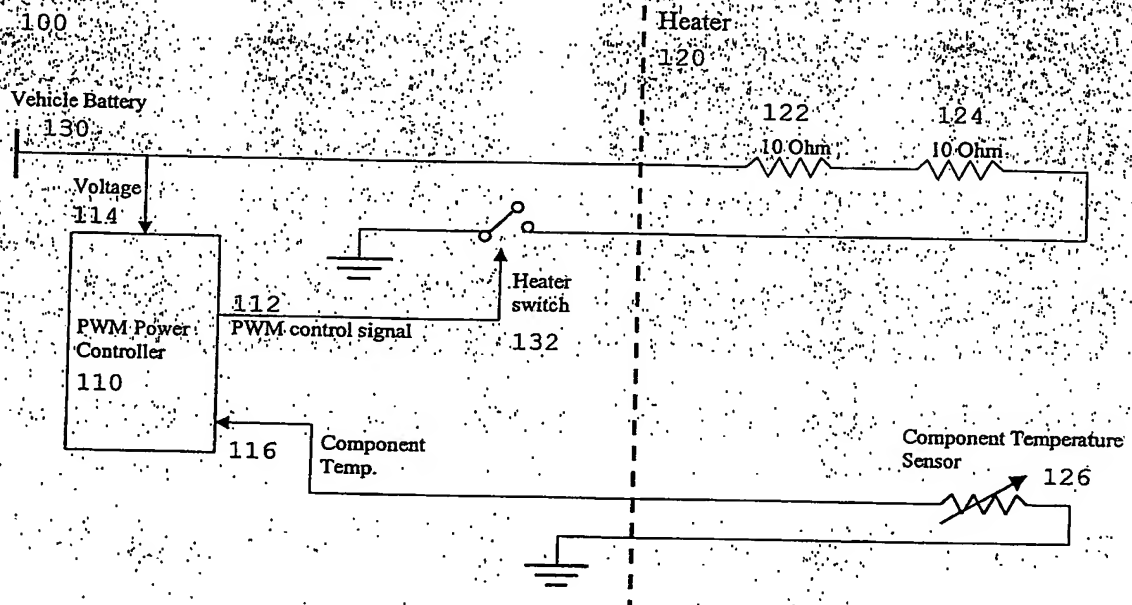 100
Heater
120
Vehicle Battery
130
122
10 Ohm
124
10 Ohm
Voltage
114
Heater
switch
132
112
PWM control signal
PWM Power
Controller
110
116
Component
Temp.
Component Temperature
Sensor
126